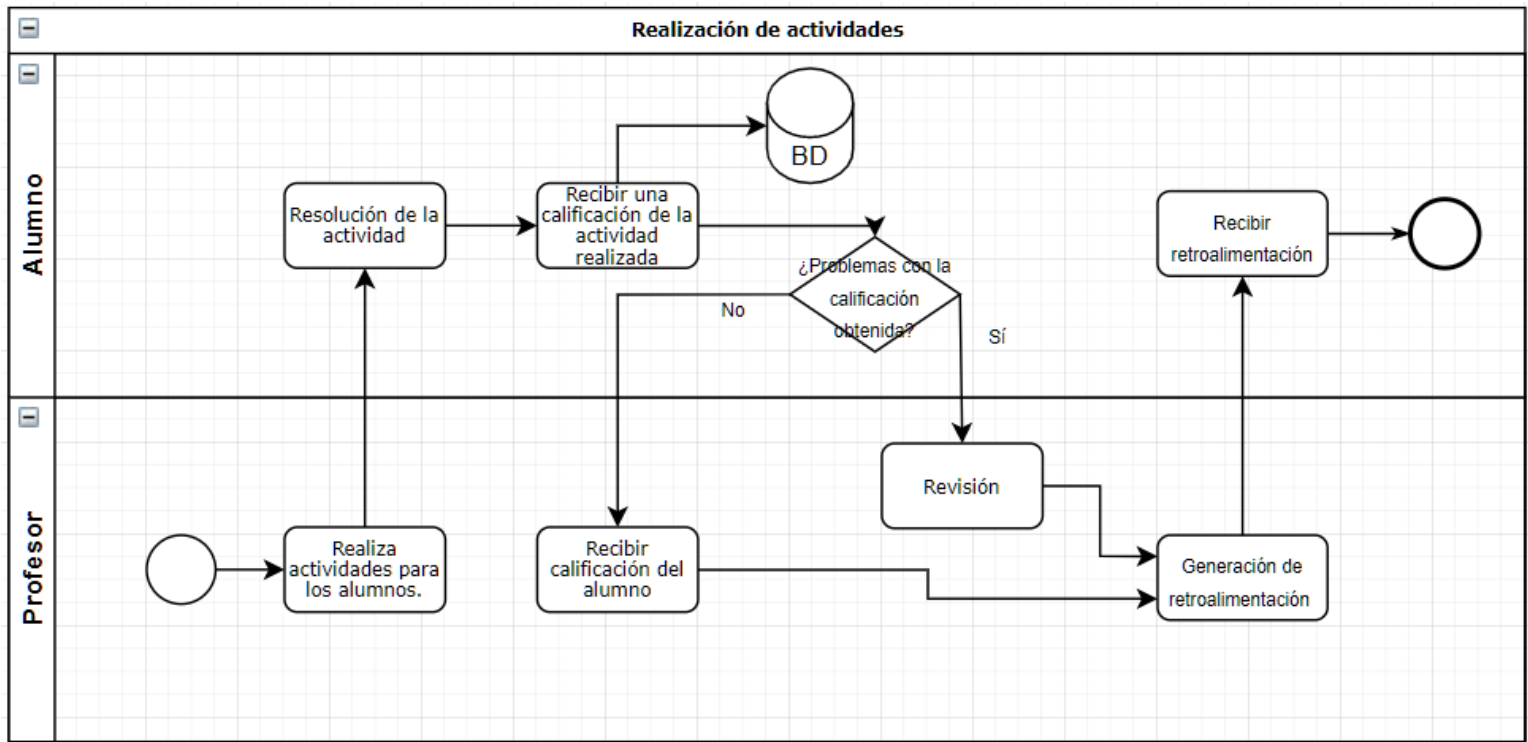 Realización de actividades
Alumno
BD
Resolución de la
actividad
Recibir una
calificación de la
actividad
realizada
¿Problemas con la
calificación
obtenida?
No
Sí
Recibir
retroalimentación
Profesor
Realiza
actividades para
los alumnos.
Recibir
calificación del
alumno
Revisión
Generación de
retroalimentación